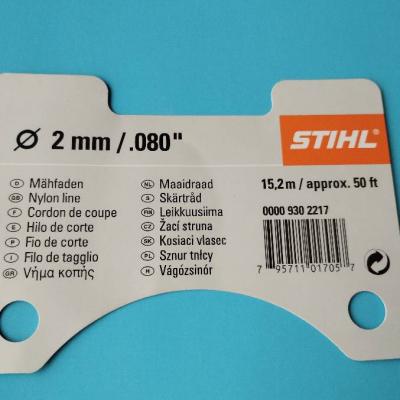 Ø 2 mm/.080"
STIHL®
D Mähfaden
GB Nylon line
F Cordon de coupe
E Hilo de corte
P Fio de corte
I Filo de taglio
GR Νήμα κοπής
NL Maaidraad
S Skärtråd
FIN Leikkuusiima
CZ Žací struna
SK Kosiaci vlasec
PL Sznur tnący
H Vágózsinór
15,2 m / approx. 50 ft
0000 930 2217
7 95711 01705 7